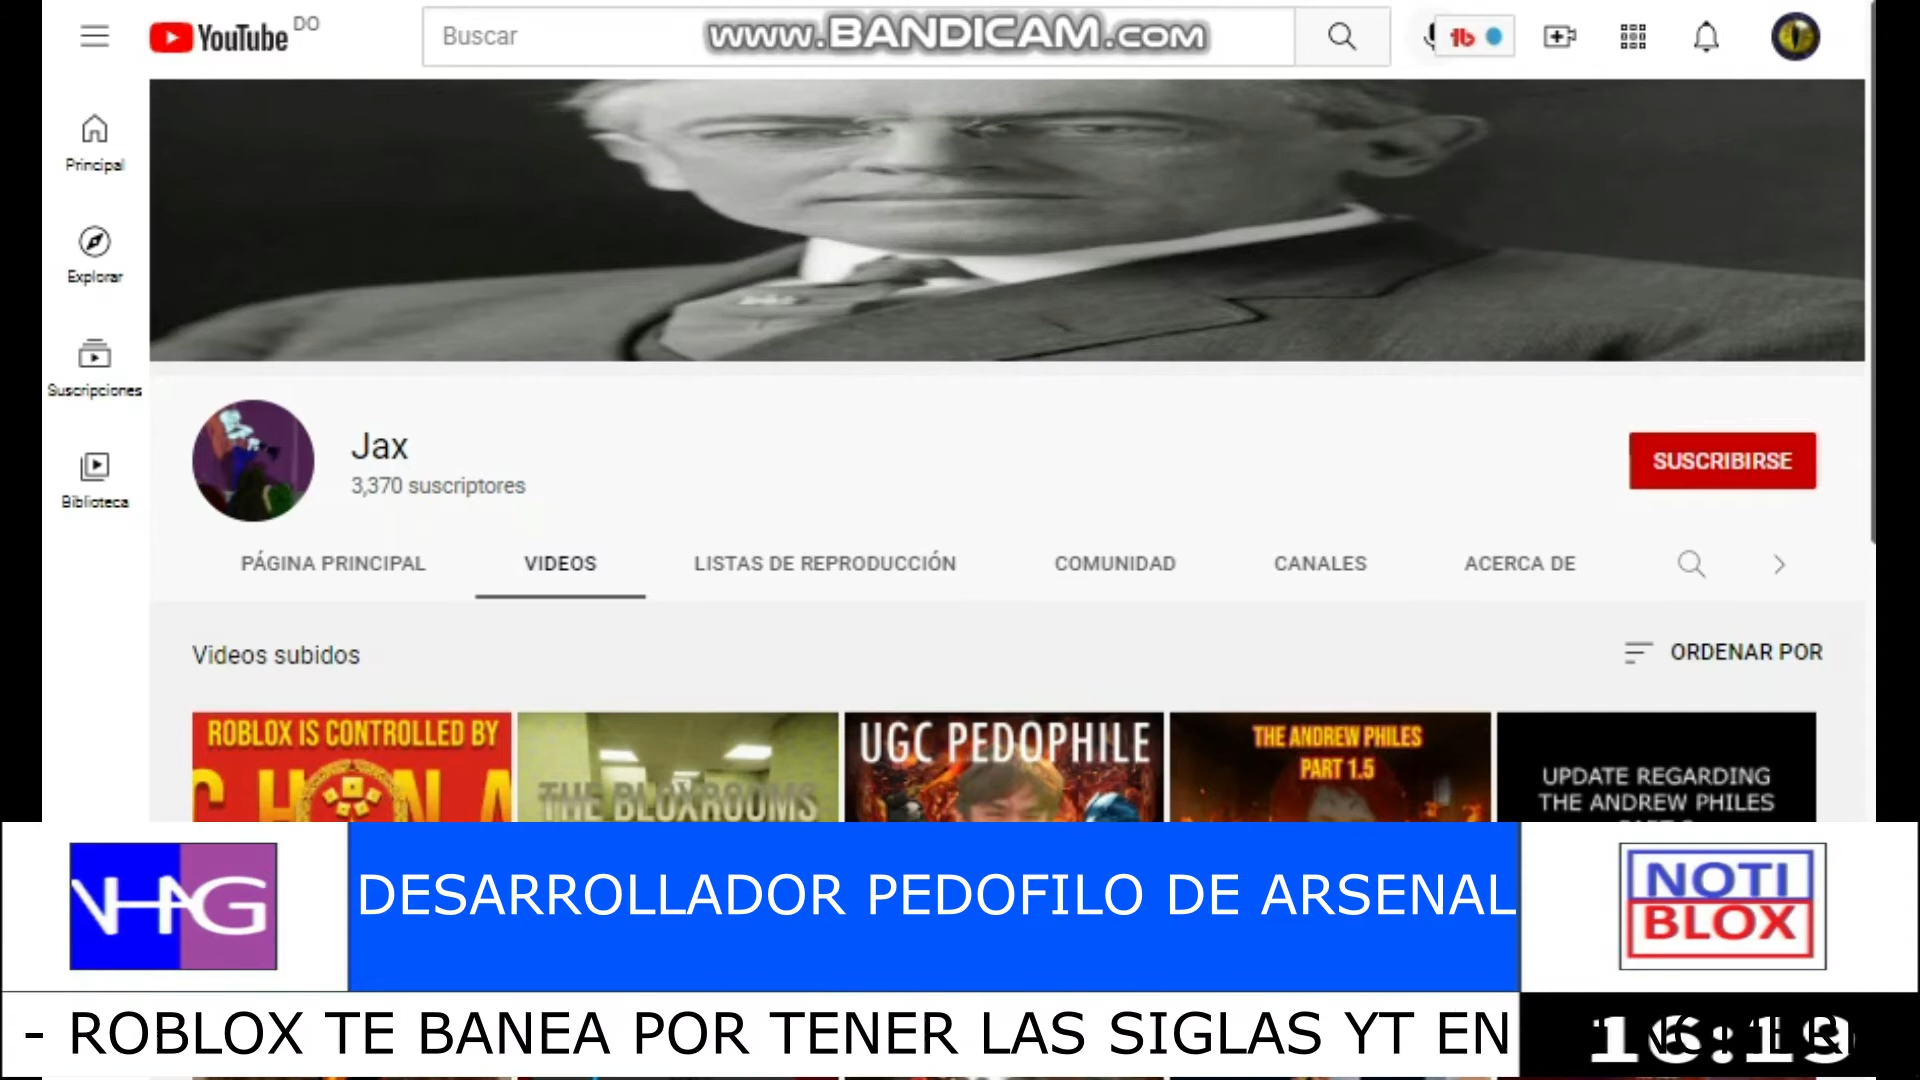 YouTube DO
Buscar
www.BANDICAM.com
Principal
Explorar
Suscripciones
Biblioteca
Jax
3,370 suscriptores
SUSCRIBIRSE
PÁGINA PRINCIPAL
VIDEOS
LISTAS DE REPRODUCCIÓN
COMUNIDAD
CANALES
ACERCA DE
Videos subidos
ORDENAR POR
ROBLOX IS CONTROLLED BY
THE BLOXROOMS
UGC PEDOPHILE
THE ANDREW PHILES
PART 1.5
UPDATE REGARDING
THE ANDREW PHILES
VHAG
DESARROLLADOR PEDOFILO DE ARSENAL
NOTI
BLOX
- ROBLOX TE BANEA POR TENER LAS SIGLAS YT EN
16:19